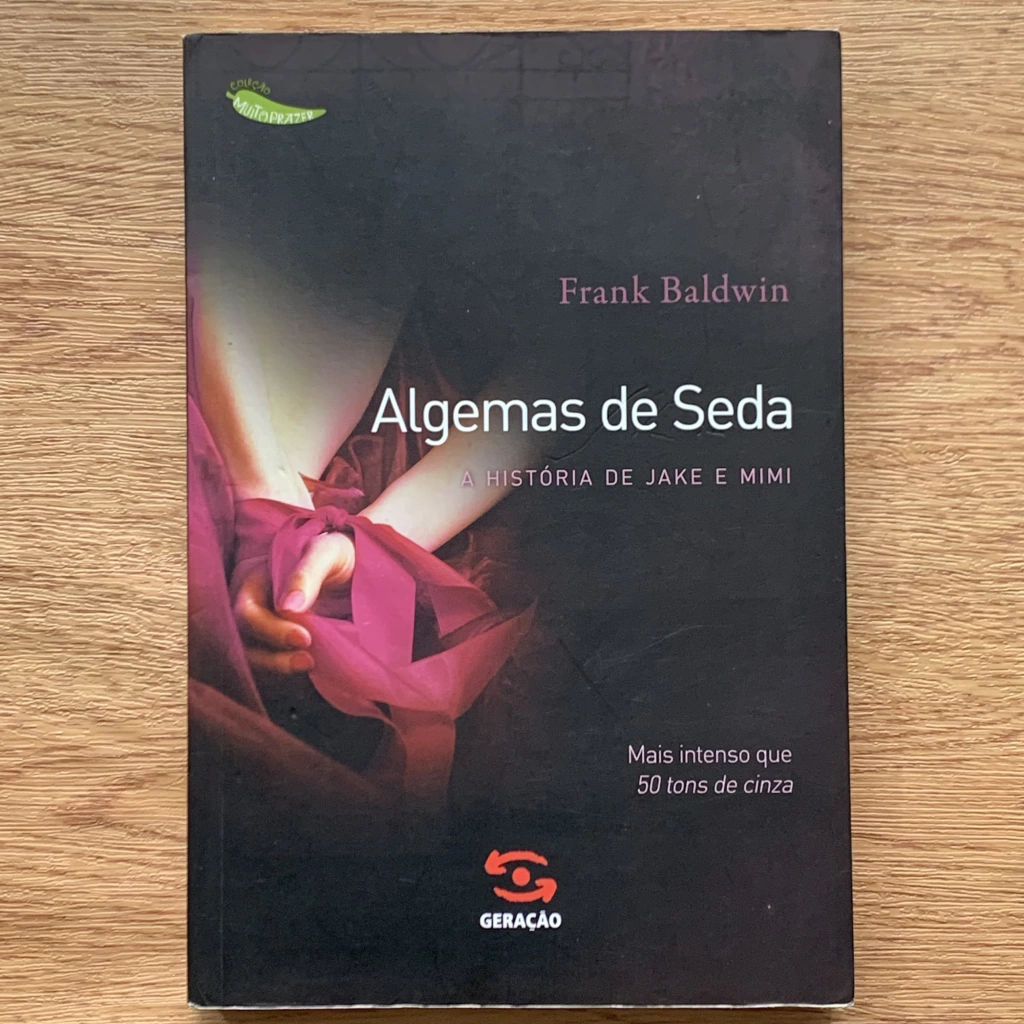 COLEÇÃO
MUITO PRAZER
Frank Baldwin
Algemas de Seda
A HISTÓRIA DE JAKE E MIMI
Mais intenso que
50 tons de cinza
GERAÇÃO